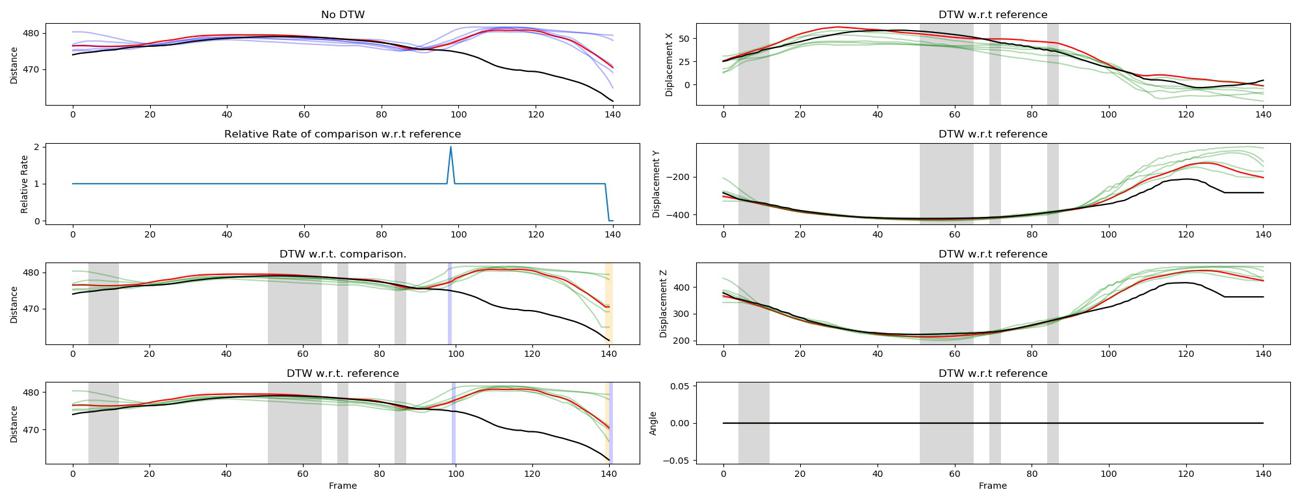 No DTW
480
470
Distance
0 20 40 60 80 100 120 140
Relative Rate of comparison w.r.t reference
2
1
0
Relative Rate
0 20 40 60 80 100 120 140
DTW w.r.t. comparison.
480
470
Distance
0 20 40 60 80 100 120 140
DTW w.r.t. reference
480
470
Distance
0 20 40 60 80 100 120 140
Frame
DTW w.r.t reference
50
25
0
Diplacement X
0 20 40 60 80 100 120 140
DTW w.r.t reference
−200
−400
Displacement Y
0 20 40 60 80 100 120 140
DTW w.r.t reference
400
300
200
Displacement Z
0 20 40 60 80 100 120 140
DTW w.r.t reference
0.05
0.00
−0.05
Angle
0 20 40 60 80 100 120 140
Frame